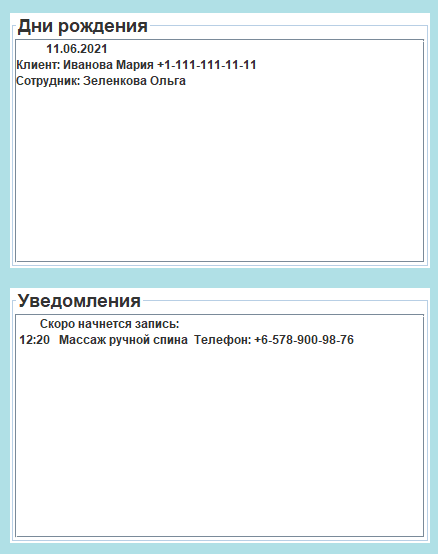 Дни рождения
11.06.2021
Клиент: Иванова Мария +1-111-111-11-11
Сотрудник: Зеленкова Ольга
Уведомления
Скоро начнется запись:
12:20 Массаж ручной спина Телефон: +6-578-900-98-76